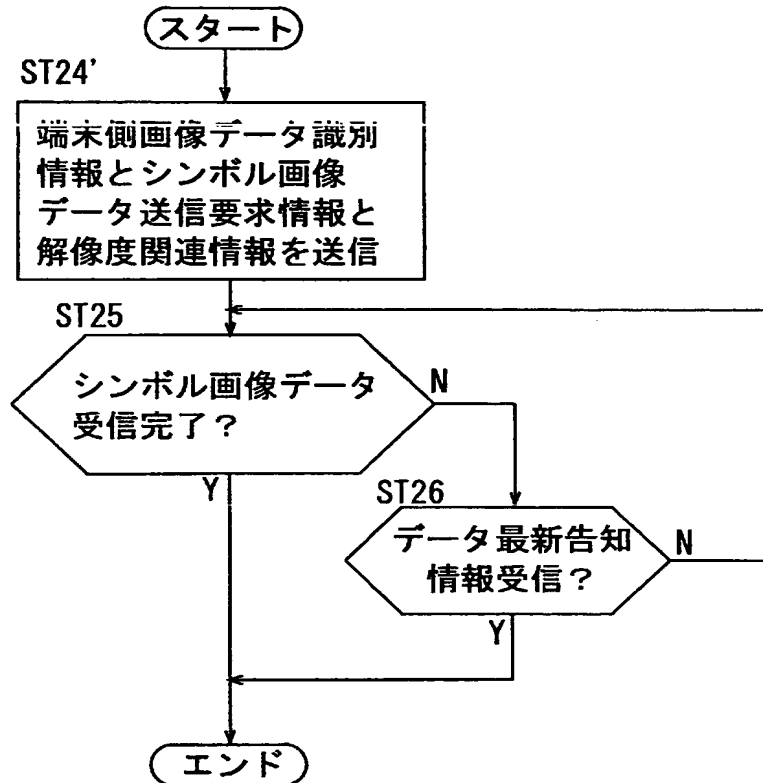 スタート
ST24'
端末側画像データ識別
情報とシンボル画像
データ送信要求情報と
解像度関連情報を送信
ST25
シンボル画像データ
受信完了？
N
Y
ST26
データ最新告知
情報受信？
N
Y
エンド